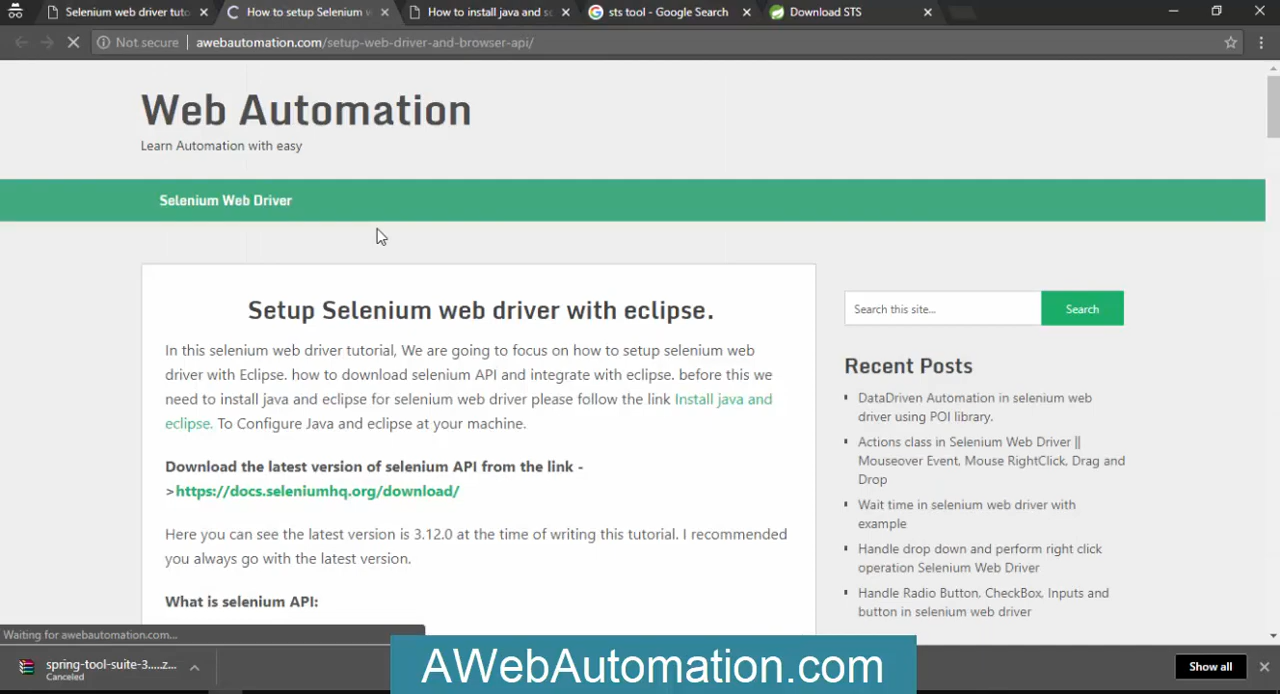 Selenium web driver tuto
How to setup Selenium w
How to install java and se
sts tool - Google Search
Download STS
Not secure
awebautomation.com/setup-web-driver-and-browser-api/
Web Automation
Learn Automation with easy
Selenium Web Driver
Setup Selenium web driver with eclipse.
In this selenium web driver tutorial, We are going to focus on how to setup selenium web
driver with Eclipse. how to download selenium API and integrate with eclipse. before this we
need to install java and eclipse for selenium web driver please follow the link Install java and
eclipse. To Configure Java and eclipse at your machine.
Download the latest version of selenium API from the link -
>https://docs.seleniumhq.org/download/
Here you can see the latest version is 3.12.0 at the time of writing this tutorial. I recommended
you always go with the latest version.
What is selenium API:
Search this site...
Search
Recent Posts
DataDriven Automation in selenium web
driver using POI library.
Actions class in Selenium Web Driver ||
Mouseover Event, Mouse RightClick, Drag and
Drop
Wait time in selenium web driver with
example
Handle drop down and perform right click
operation Selenium Web Driver
Handle Radio Button, CheckBox, Inputs and
button in selenium web driver
Waiting for awebautomation.com...
spring-tool-suite-3.....z...
Canceled
AWebAutomation.com
Show all